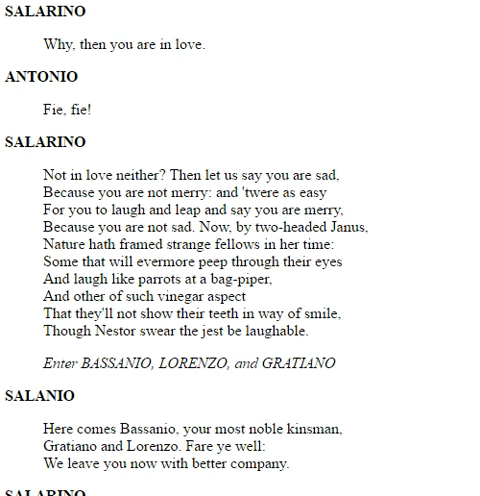 SALARINO
Why, then you are in love.
ANTONIO
Fie, fie!
SALARINO
Not in love neither? Then let us say you are sad,
Because you are not merry: and 'twere as easy
For you to laugh and leap and say you are merry,
Because you are not sad. Now, by two-headed Janus,
Nature hath framed strange fellows in her time:
Some that will evermore peep through their eyes
And laugh like parrots at a bag-piper,
And other of such vinegar aspect
That they'll not show their teeth in way of smile,
Though Nestor swear the jest be laughable.
Enter BASSANIO, LORENZO, and GRATIANO
SALANIO
Here comes Bassanio, your most noble kinsman,
Gratiano and Lorenzo. Fare ye well:
We leave you now with better company.
SALARINO